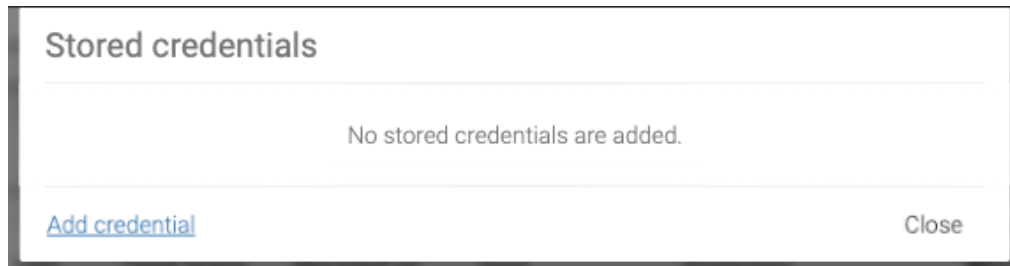 Stored credentials
No stored credentials are added.
Add credential
Close